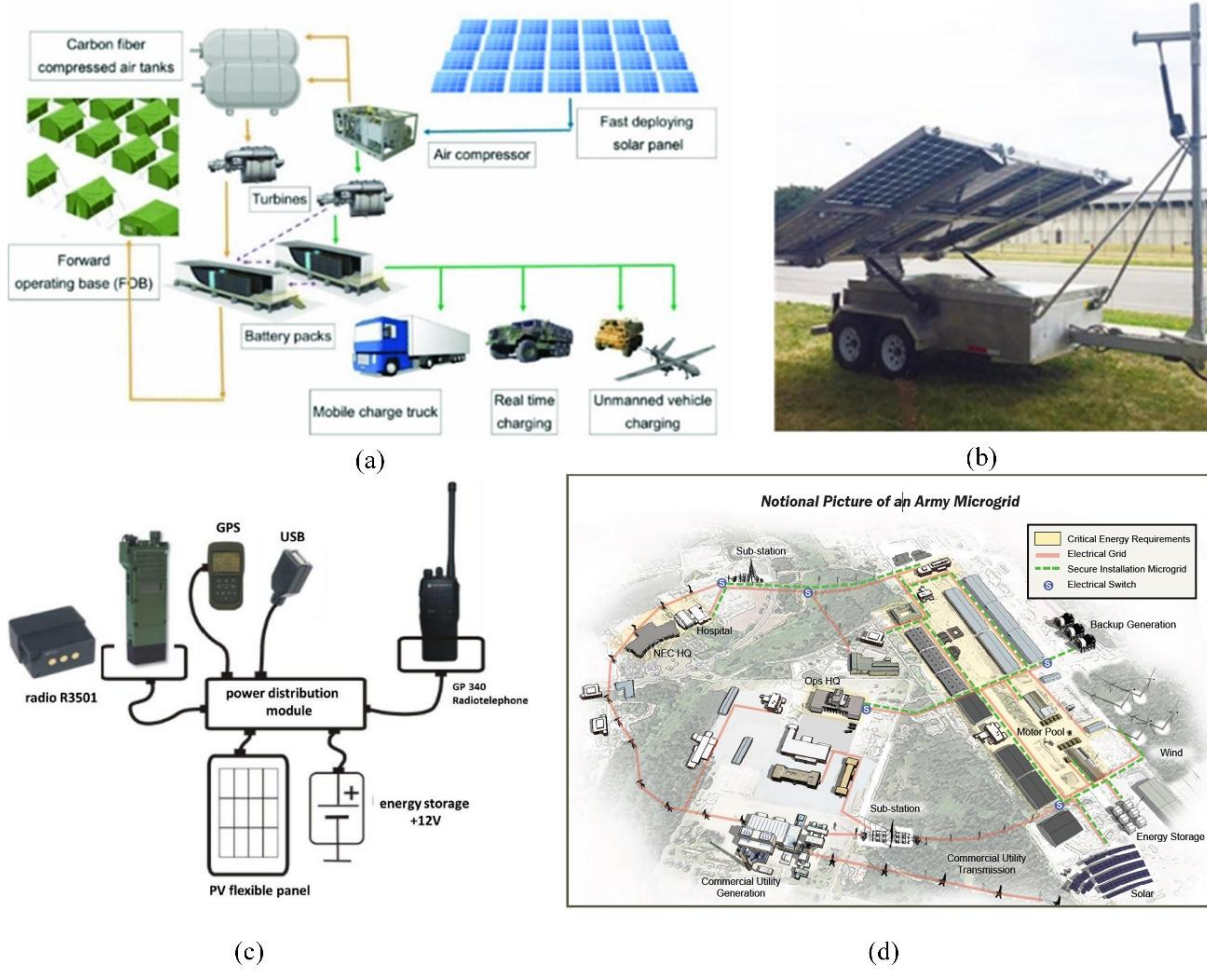 Carbon fiber
compressed air tanks
Fast deploying
solar panel
Air compressor
Turbines
Forward
operating base (FOB)
Battery packs
Mobile charge truck
Real time
charging
Unmanned vehicle
charging
(a)
(b)
GPS
USB
radio R3501
power distribution
module
GP 340
Radiotelephone
energy storage
+12V
PV flexible panel
(c)
Notional Picture of an Army Microgrid
Critical Energy Requirements
Electrical Grid
Secure Installation Microgrid
S Electrical Switch
Sub-station
S
S
Hospital
NEC HQ
Backup Generation
S
Ops HQ
S
Motor Pool
Wind
S
Sub-station
Energy Storage
Commercial Utility
Transmission
Commercial Utility
Generation
Solar
(d)